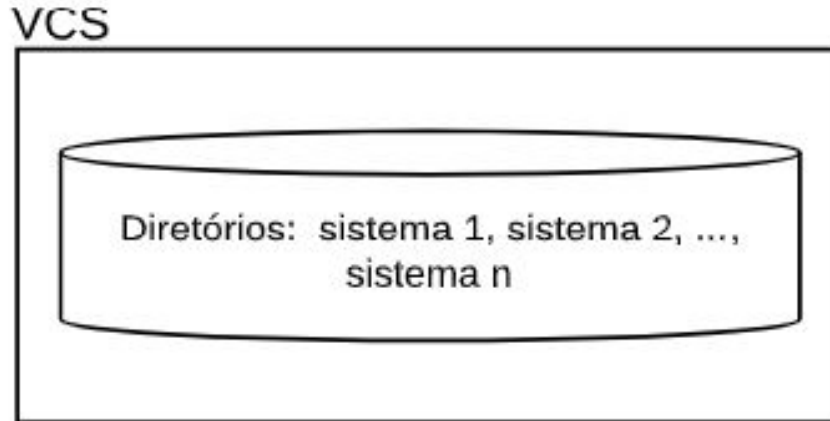 VCS
Diretórios: sistema 1, sistema 2, ...,
sistema n